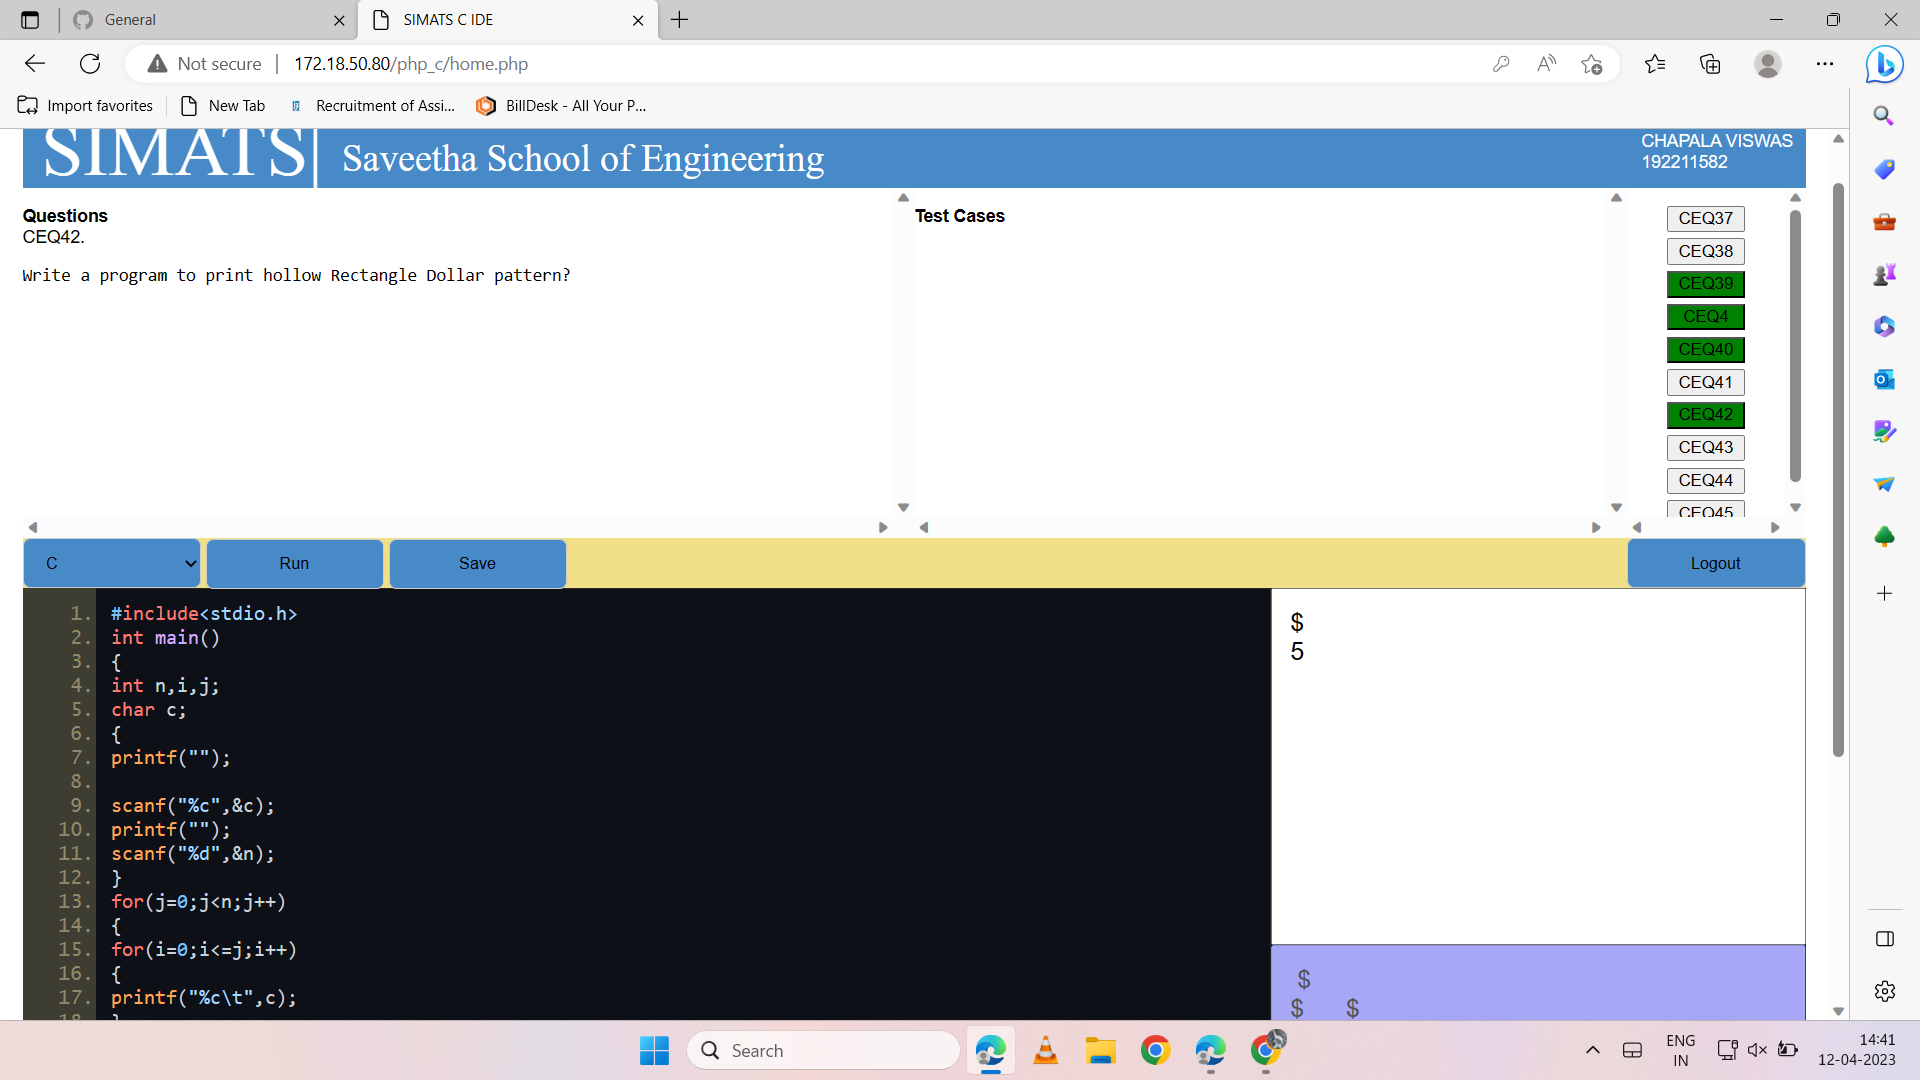 General
SIMATS C IDE
Not secure
172.18.50.80/php_c/home.php
Import favorites
New Tab
Recruitment of Assi...
BillDesk - All Your P...
SIMATS
Saveetha School of Engineering
CHAPALA VISWAS
192211582
Questions
CEQ42.
Write a program to print hollow Rectangle Dollar pattern?
Test Cases
CEQ37
CEQ38
CEQ39
CEQ4
CEQ40
CEQ41
CEQ42
CEQ43
CEQ44
CEQ45
C
Run
Save
Logout
1. #include<stdio.h>
2. int main()
3. {
4. int n,i,j;
5. char c;
6. {
7. printf("");
8.
9. scanf("%c",&c);
10. printf("");
11. scanf("%d",&n);
12. }
13. for(j=0;j<n;j++)
14. {
15. for(i=0;i<=j;i++)
16. {
17. printf("%c\t",c);
18. }
$
5
$
$ $
Search
ENG
IN
14:41
12-04-2023